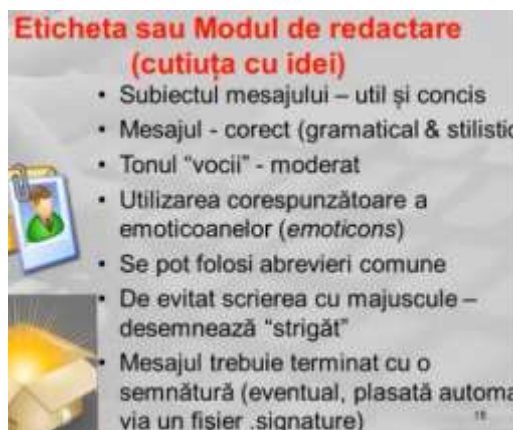 Eticheta sau Modul de redactare
(cutiuța cu idei)
• Subiectul mesajului – util și concis
• Mesajul - corect (gramatical & stilistic
• Tonul “vocii” - moderat
• Utilizarea corespunzătoare a
emoticoanelor (emoticons)
• Se pot folosi abrevieri comune
• De evitat scrierea cu majuscule –
desemnează “strigăt”
• Mesajul trebuie terminat cu o
semnătură (eventual, plasată automa
via un fișier .signature)